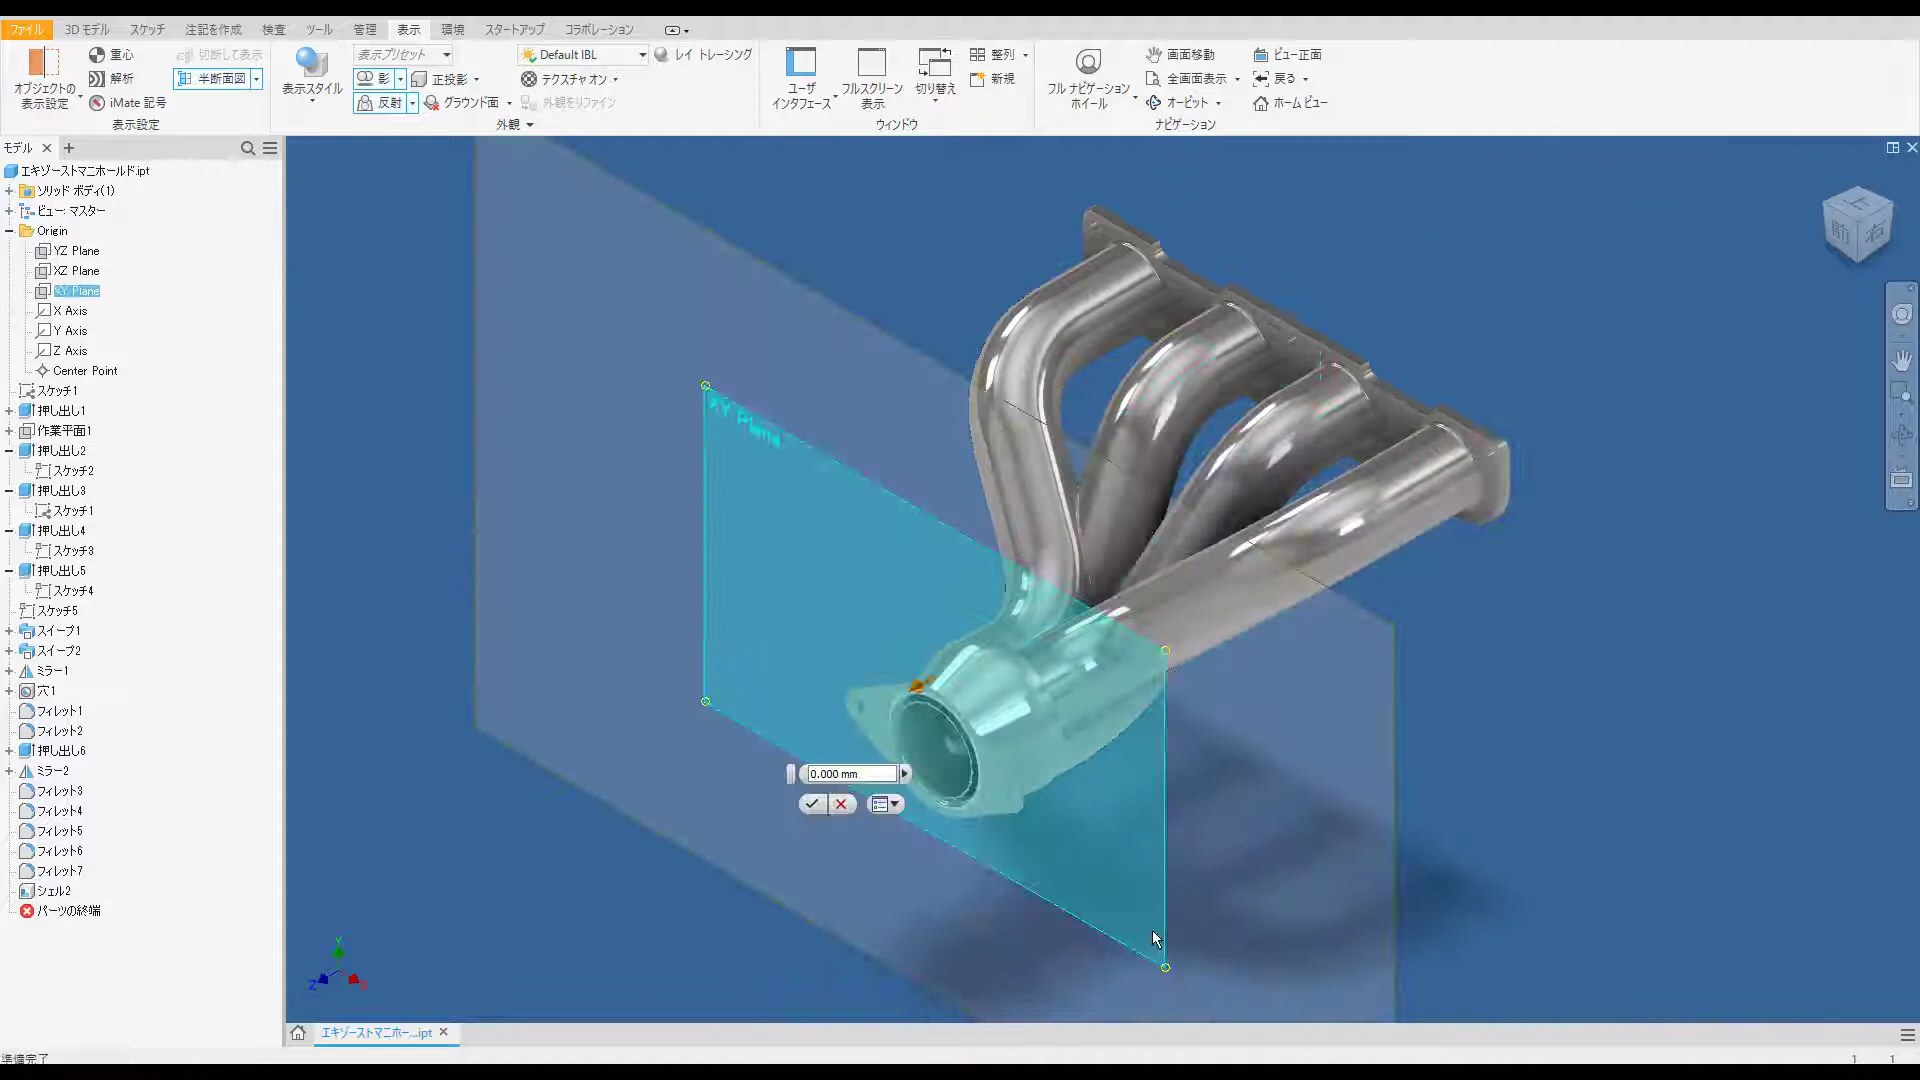 ファイル 3D モデル スケッチ 注記を作成 検査 ツール 管理 表示 環境 スタートアップ コラボレーション
オブジェクトの
表示設定
重心
解析
iMate 記号
切断して表示
半断面図
表示設定
表示スタイル
表示プリセット
影
反射
正投影
グラウンド面
Default IBL
テクスチャ オン
外観をリファイン
レイ トレーシング
外観
ユーザ
インタフェース
フルスクリーン
表示
切り替え
整列
新規
ウィンドウ
フル ナビゲーション
ホイール
画面移動
全画面表示
オービット
ビュー正面
戻る
ホーム ビュー
ナビゲーション
モデル
エキゾーストマニホールド.ipt
ソリッド ボディ(1)
ビュー: マスター
Origin
YZ Plane
XZ Plane
XY Plane
X Axis
Y Axis
Z Axis
Center Point
スケッチ1
押し出し1
作業平面1
押し出し2
スケッチ2
押し出し3
スケッチ1
押し出し4
スケッチ3
押し出し5
スケッチ4
スケッチ5
スイープ1
スイープ2
ミラー1
穴1
フィレット1
フィレット2
押し出し6
ミラー2
フィレット3
フィレット4
フィレット5
フィレット6
フィレット7
シェル2
パーツの終端
XY Plane
上
前 右
0.000 mm
Y
Z X
エキゾーストマニホー...ipt
準備完了
1 1